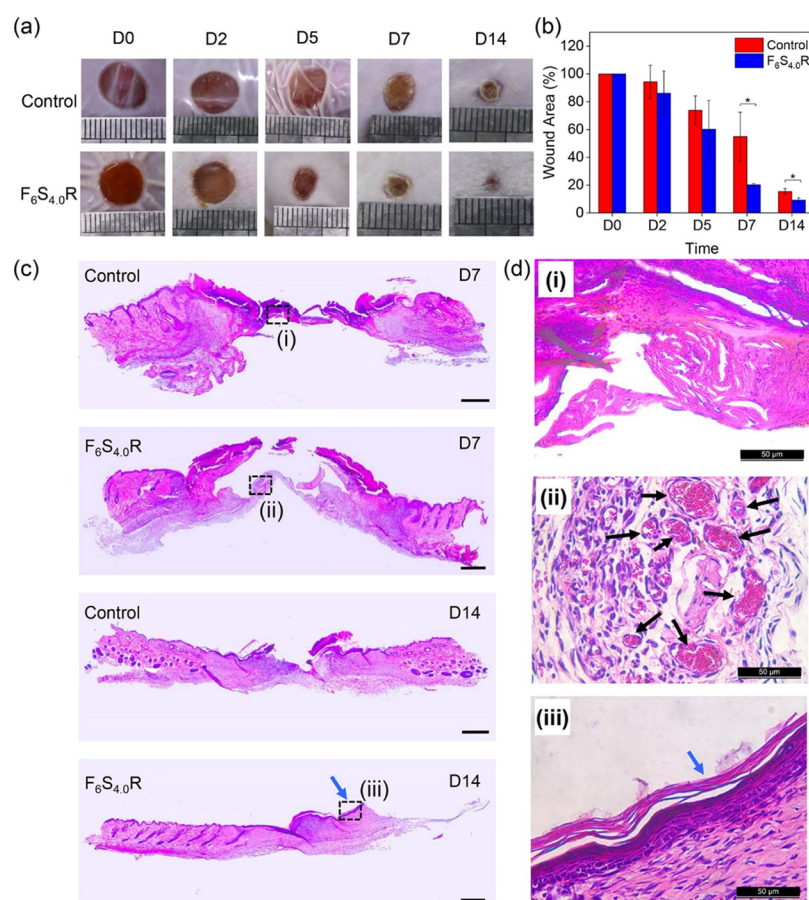 (a)
D0 D2 D5 D7 D14
Control
F₆S₄.₀R
(b)
Wound Area (%)
120
100
80
60
40
20
0
Control
F₆S₄.₀R
*
*
D0 D2 D5 D7 D14
Time
(c)
Control D7
(i)
F₆S₄.₀R D7
(ii)
Control D14
F₆S₄.₀R D14
(iii)
(d)
(i)
50 µm
(ii)
50 µm
(iii)
50 µm